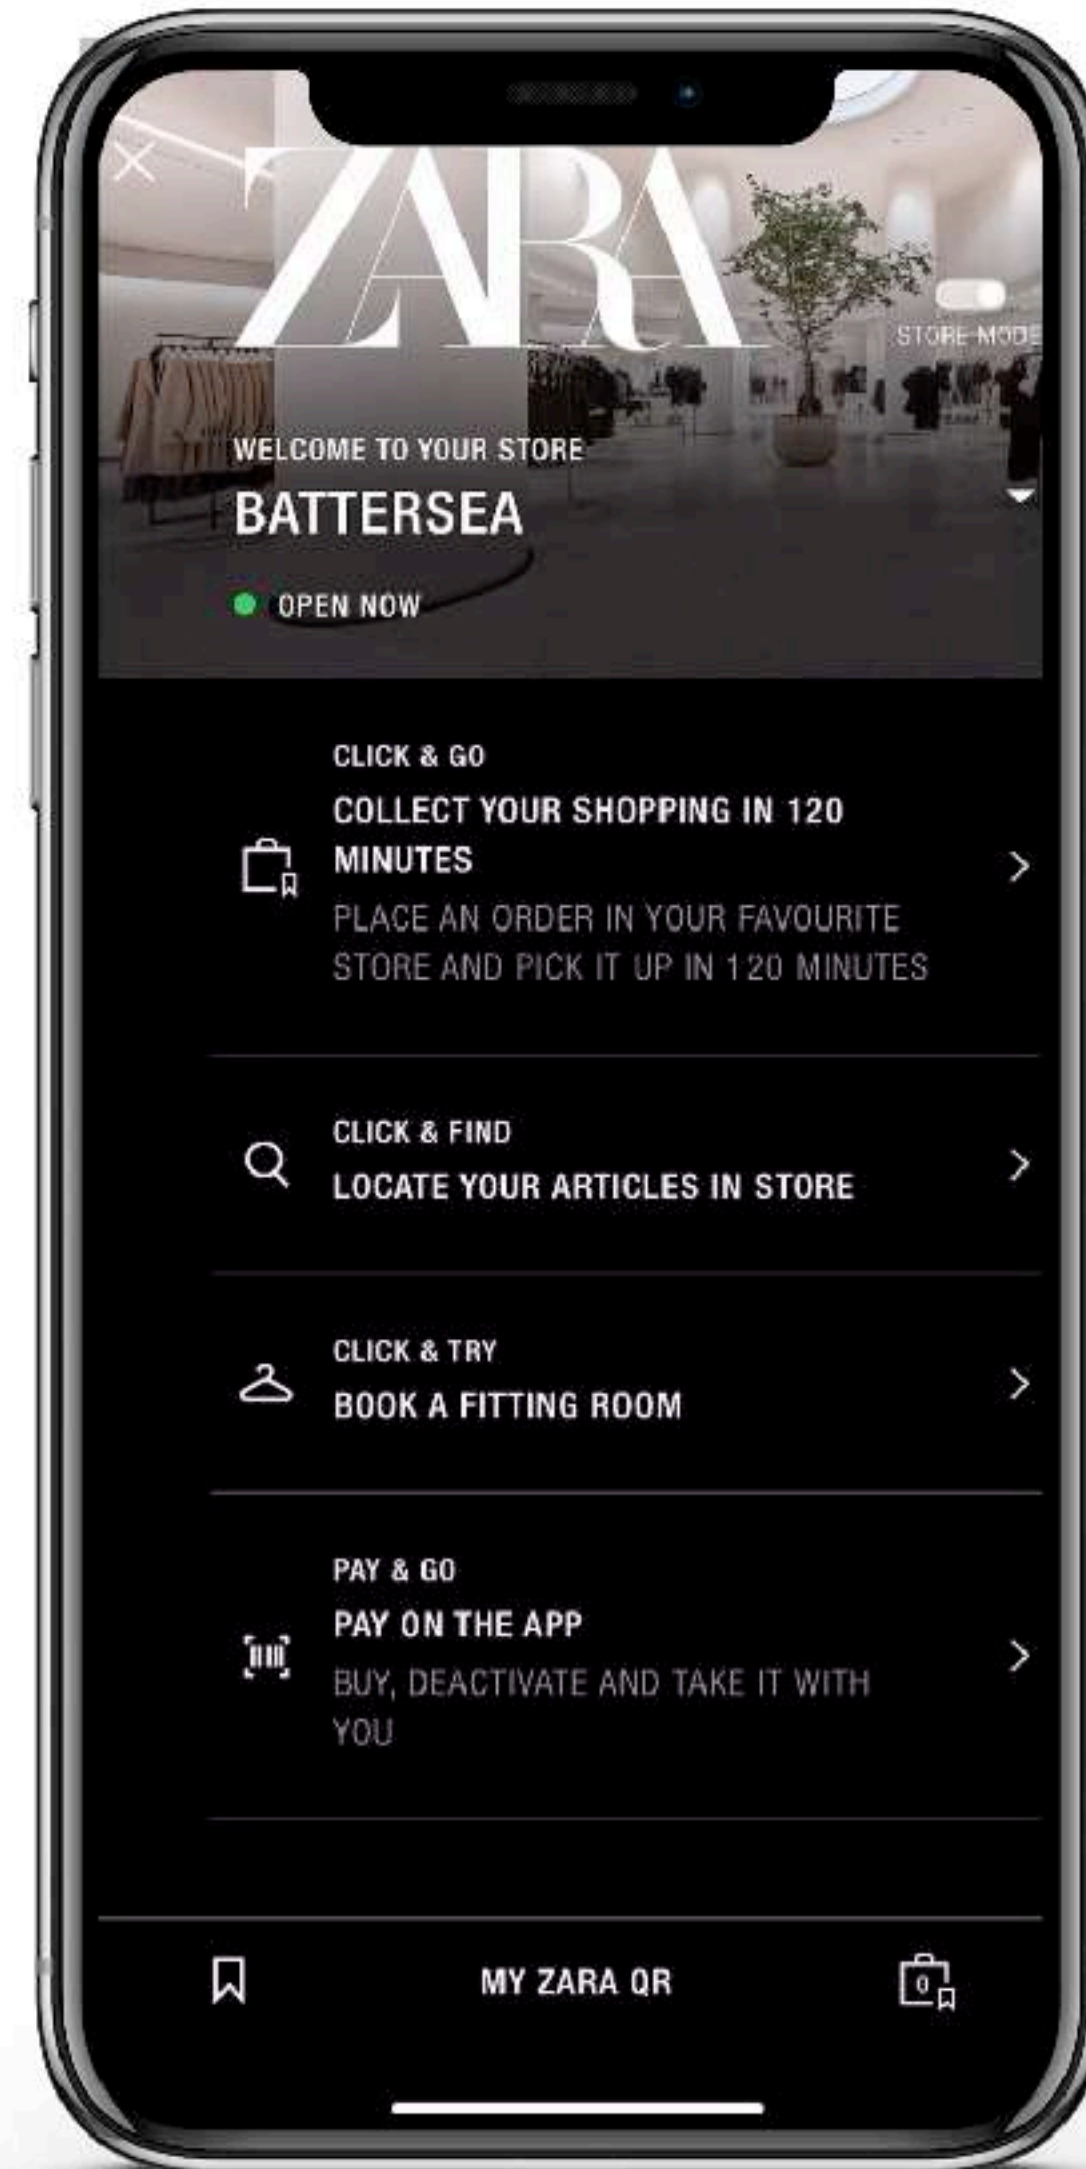 ZARA
STORE MODE
WELCOME TO YOUR STORE
BATTERSEA
OPEN NOW
CLICK & GO
COLLECT YOUR SHOPPING IN 120
MINUTES
PLACE AN ORDER IN YOUR FAVOURITE
STORE AND PICK IT UP IN 120 MINUTES
CLICK & FIND
LOCATE YOUR ARTICLES IN STORE
CLICK & TRY
BOOK A FITTING ROOM
PAY & GO
PAY ON THE APP
BUY, DEACTIVATE AND TAKE IT WITH
YOU
MY ZARA QR
0